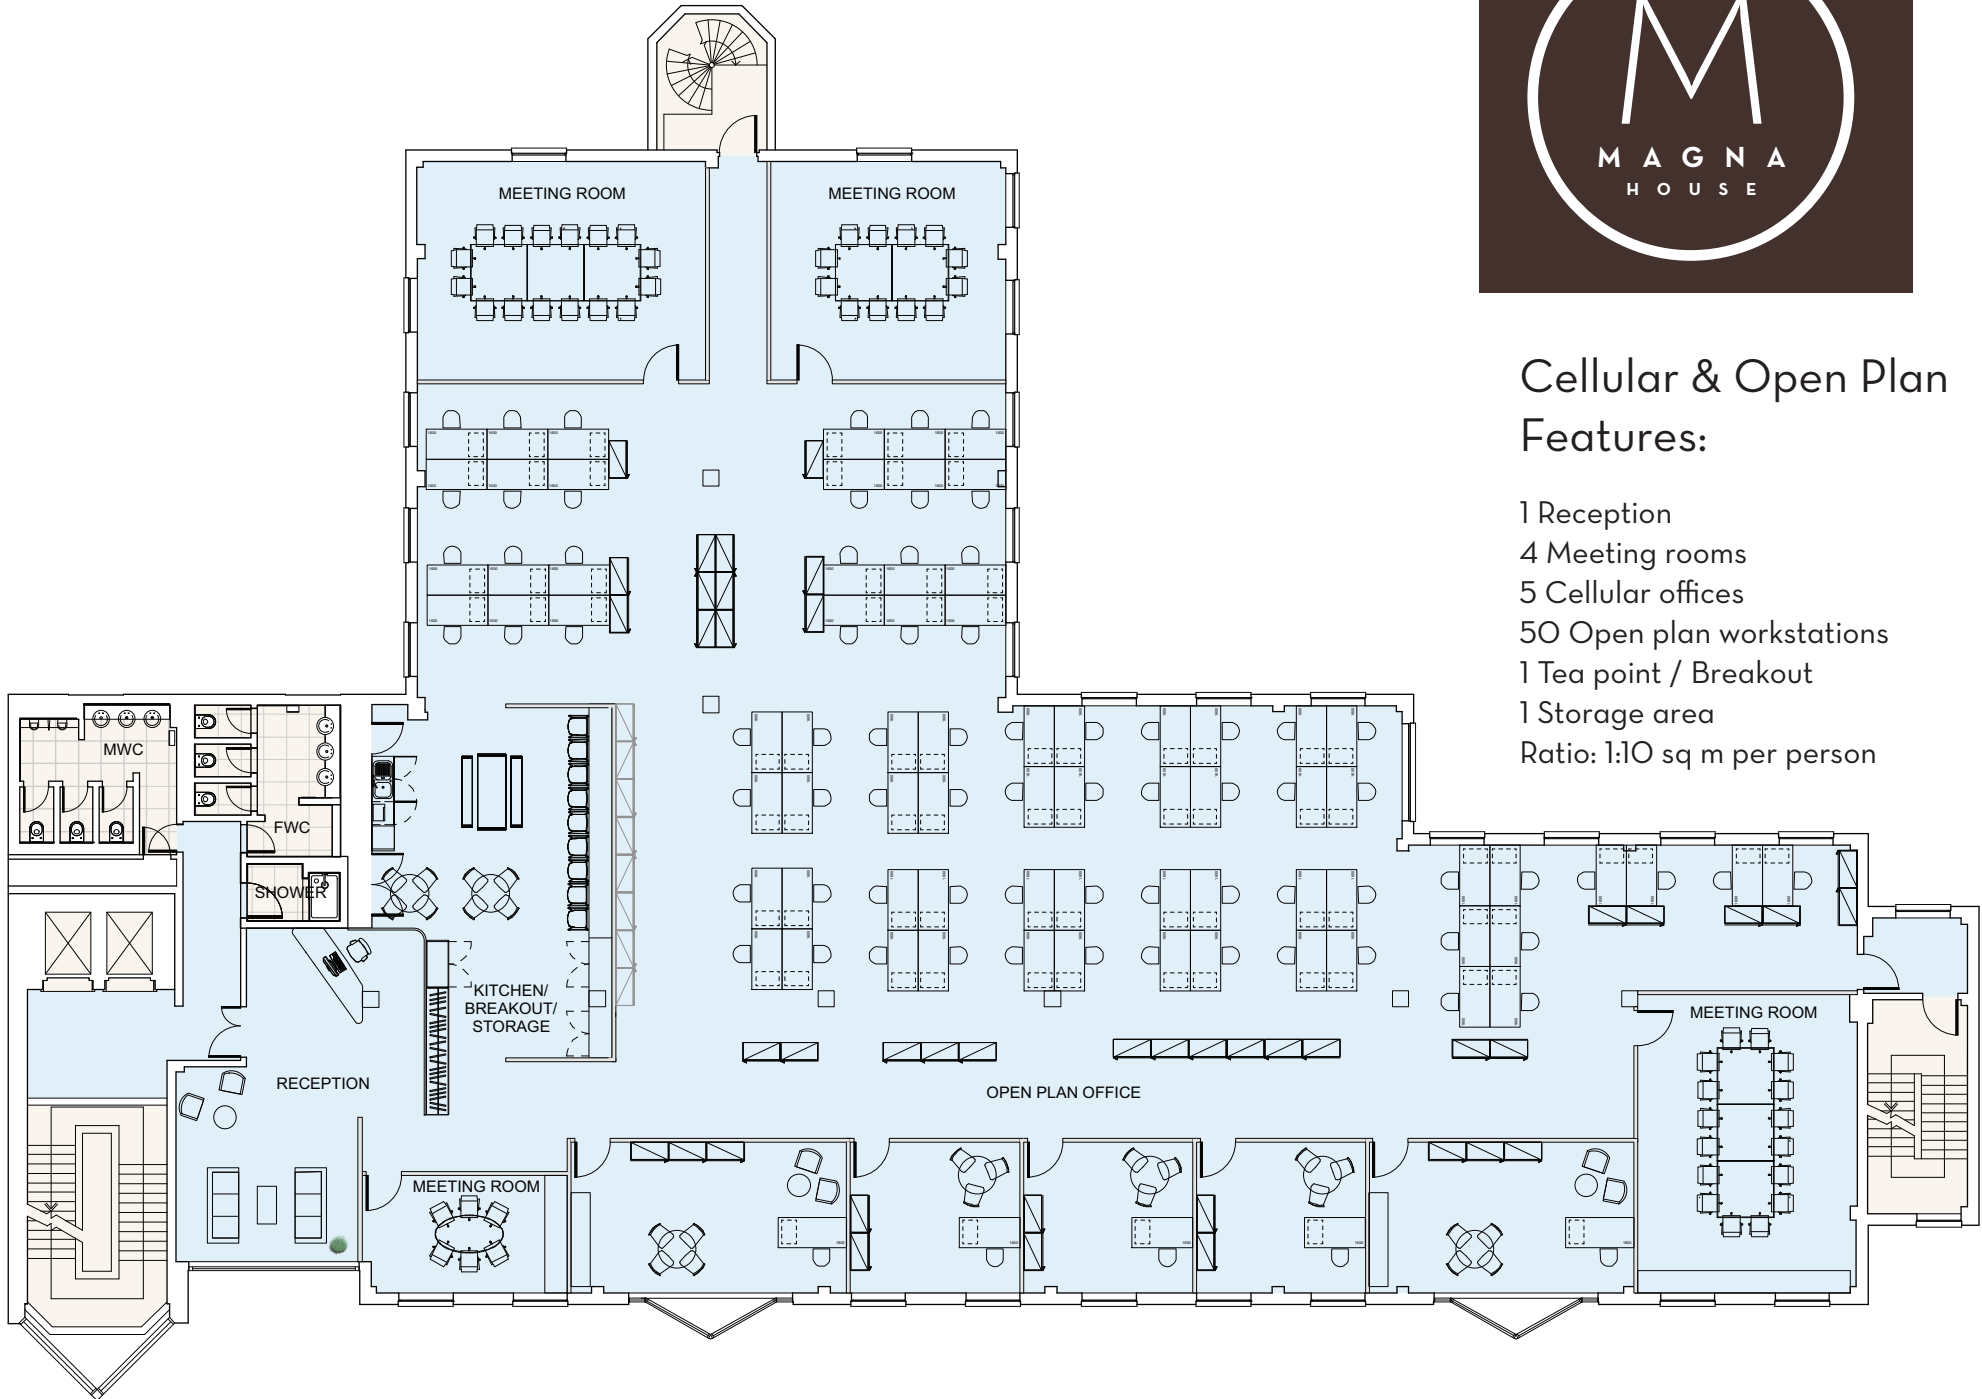 M
MAGNA
HOUSE
Cellular & Open Plan
Features:
1 Reception
4 Meeting rooms
5 Cellular offices
50 Open plan workstations
1 Tea point / Breakout
1 Storage area
Ratio: 1:10 sq m per person
MEETING ROOM
MEETING ROOM
MWC
FWC
SHOWER
KITCHEN/
BREAKOUT/
STORAGE
RECEPTION
OPEN PLAN OFFICE
MEETING ROOM
MEETING ROOM